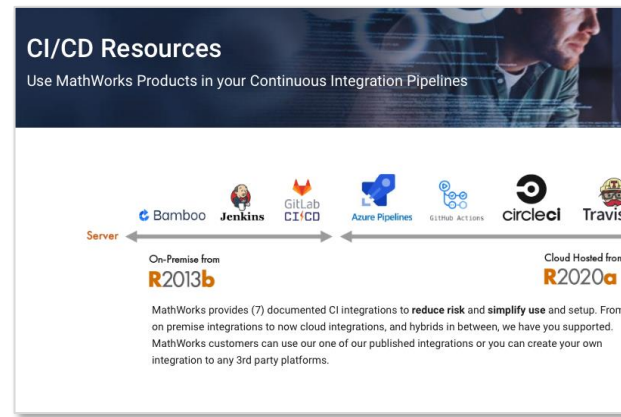 CI/CD Resources
Use MathWorks Products in your Continuous Integration Pipelines
Bamboo
Jenkins
GitLab
CI/CD
Azure Pipelines
GitHub Actions
circleci
Travis
Server
On-Premise from
R2013b
Cloud Hosted from
R2020a
MathWorks provides (7) documented CI integrations to reduce risk and simplify use and setup. From
on premise integrations to now cloud integrations, and hybrids in between, we have you supported.
MathWorks customers can use our one of our published integrations or you can create your own
integration to any 3rd party platforms.